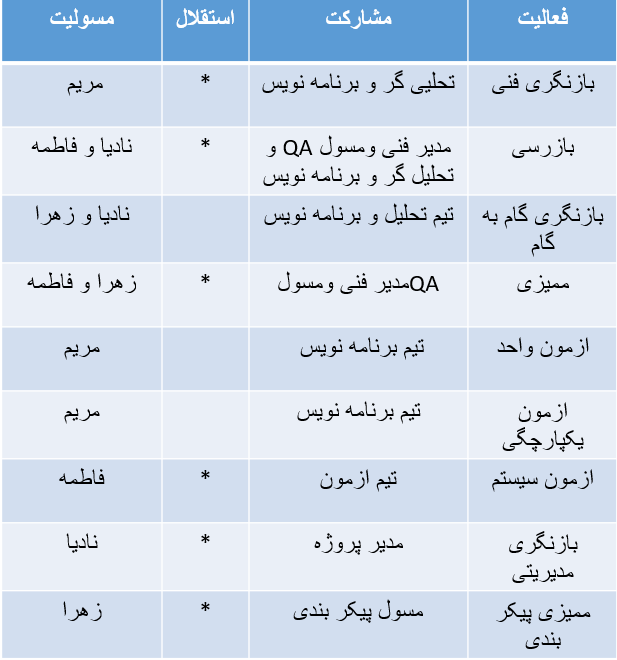 فعالیت مشارکت استقلال مسولیت
بازنگری فنی تحلیی گر و برنامه نویس * مریم
بازرسی مدیر فنی ومسول QA و * نادیا و فاطمه
تحلیل گر و برنامه نویس
بازنگری گام به تیم تحلیل و برنامه نویس نادیا و زهرا
گام
ممیزی QAمدیر فنی ومسول * زهرا و فاطمه
ازمون واحد تیم برنامه نویس مریم
ازمون تیم برنامه نویس مریم
یکپارچگی
ازمون سیستم تیم ازمون * فاطمه
بازنگری مدیر پروژه * نادیا
مدیریتی
ممیزی پیکر مسول پیکر بندی * زهرا
بندی